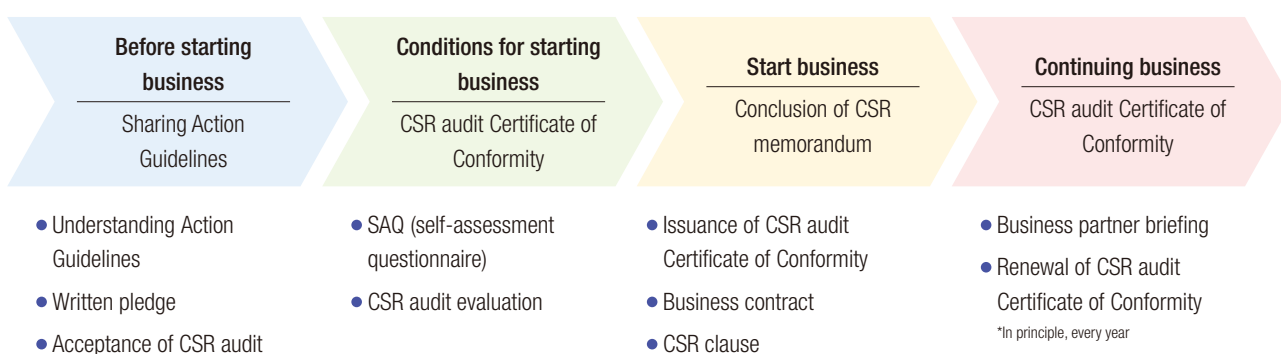 Before starting
business
Sharing Action
Guidelines
● Understanding Action
Guidelines
● Written pledge
● Acceptance of CSR audit
Conditions for starting
business
CSR audit Certificate of
Conformity
● SAQ (self-assessment
questionnaire)
● CSR audit evaluation
Start business
Conclusion of CSR
memorandum
● Issuance of CSR audit
Certificate of Conformity
● Business contract
● CSR clause
Continuing business
CSR audit Certificate of
Conformity
● Business partner briefing
● Renewal of CSR audit
Certificate of Conformity
*In principle, every year